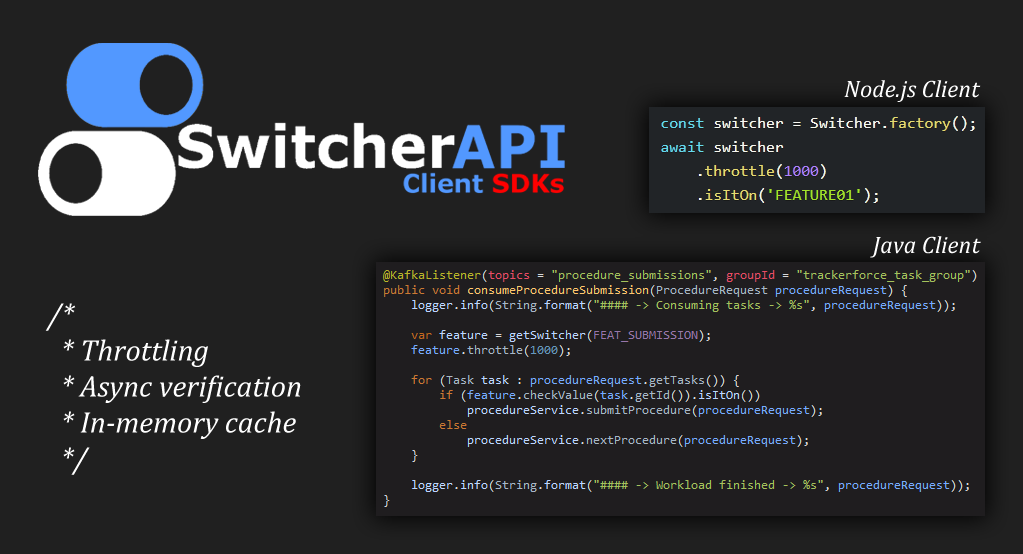 SwitcherAPI
Client SDKs
Node.js Client
const switcher = Switcher.factory();
await switcher
.throttle(1000)
.isItOn('FEATURE01');
Java Client
@KafkaListener(topics = "procedure_submissions", groupId = "trackerforce_task_group")
public void consumeProcedureSubmission(ProcedureRequest procedureRequest) {
logger.info(String.format("#### -> Consuming tasks -> %s", procedureRequest));
var feature = getSwitcher(FEAT_SUBMISSION);
feature.throttle(1000);
for (Task task : procedureRequest.getTasks()) {
if (feature.checkValue(task.getId()).isItOn())
procedureService.submitProcedure(procedureRequest);
else
procedureService.nextProcedure(procedureRequest);
}
logger.info(String.format("#### -> Workload finished -> %s", procedureRequest));
}
/*
* Throttling
* Async verification
* In-memory cache
*/